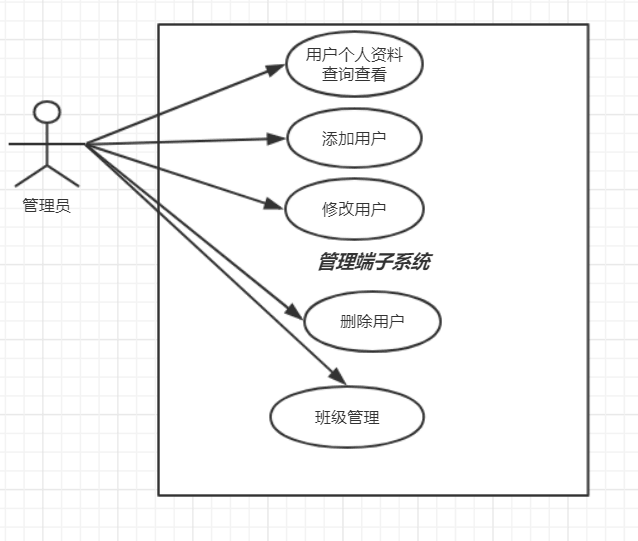 用户个人资料
查询查看
添加用户
管理员
修改用户
管理端子系统
删除用户
班级管理